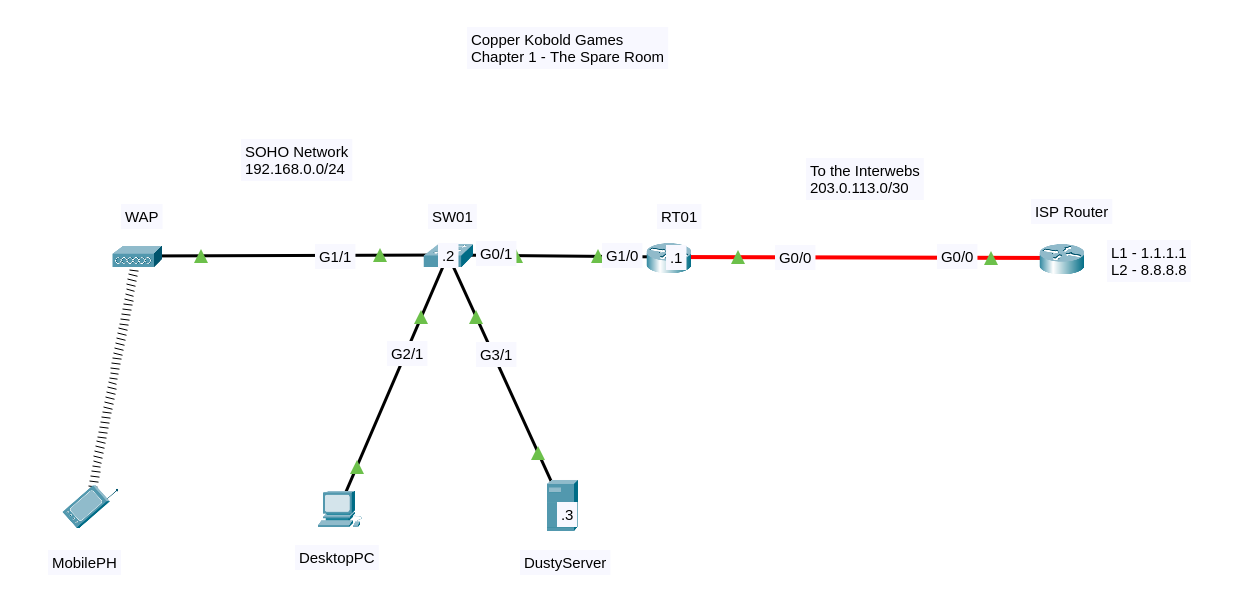 Copper Kobold Games
Chapter 1 - The Spare Room
SOHO Network
192.168.0.0/24
To the Interwebs
203.0.113.0/30
WAP
SW01
RT01
ISP Router
G1/1
.2
G0/1
G1/0
.1
G0/0
G0/0
L1 - 1.1.1.1
L2 - 8.8.8.8
G2/1
G3/1
.3
MobilePH
DesktopPC
DustyServer